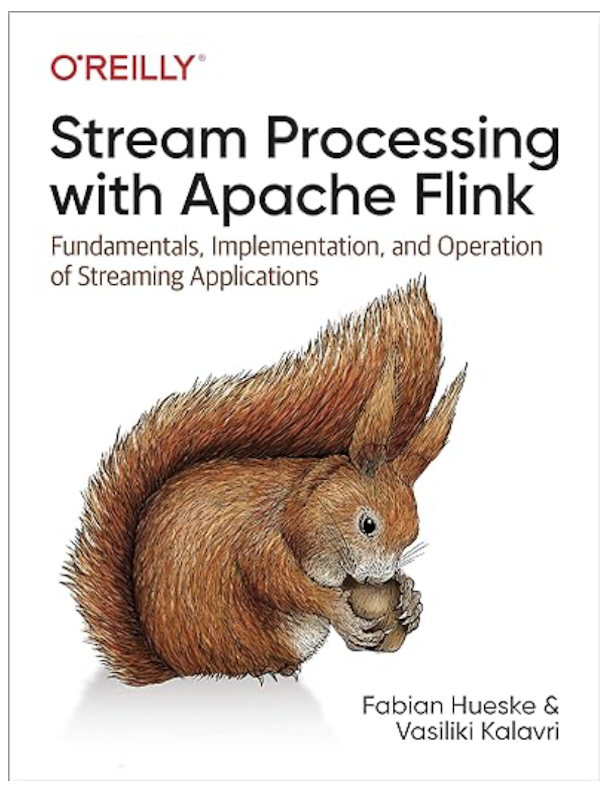 O'REILLY®
Stream Processing
with Apache Flink
Fundamentals, Implementation, and Operation
of Streaming Applications
Fabian Hueske &
Vasiliki Kalavri